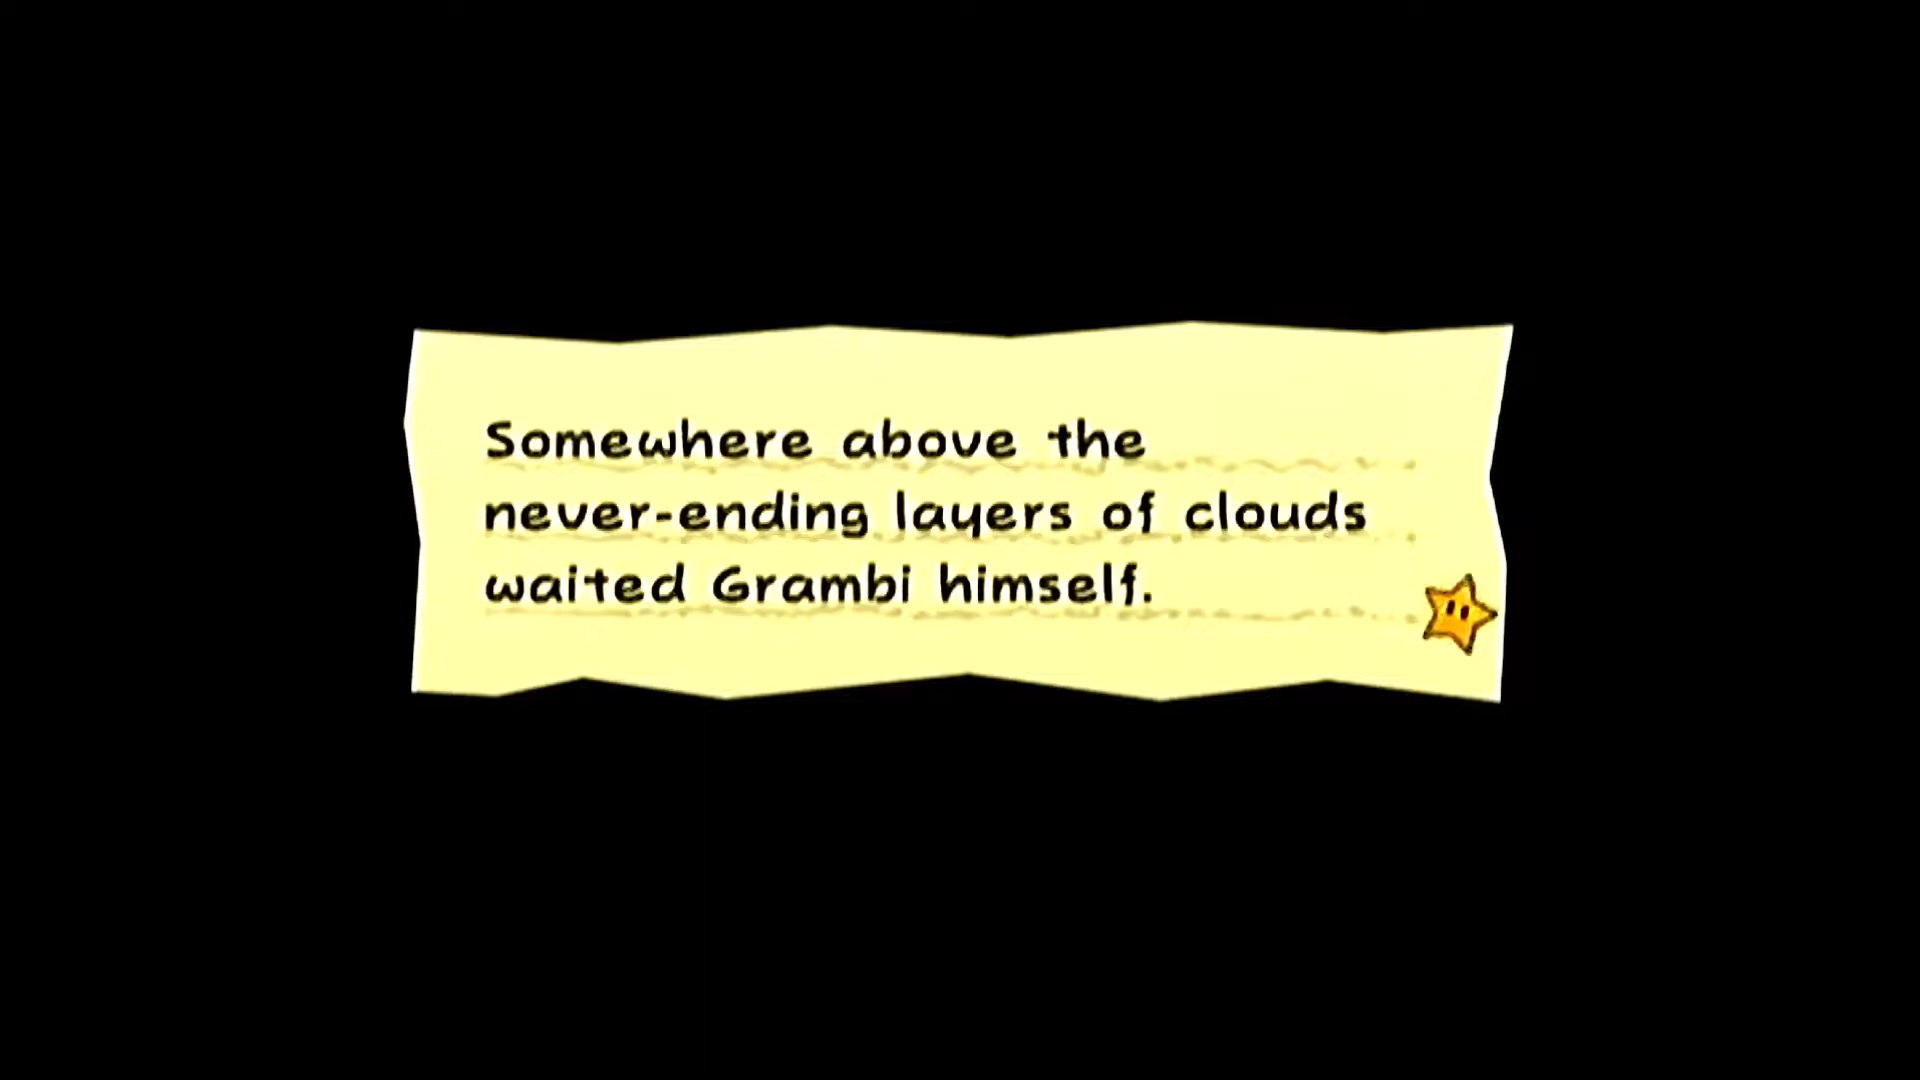 Somewhere above the
never-ending layers of clouds
waited Grambi himself.